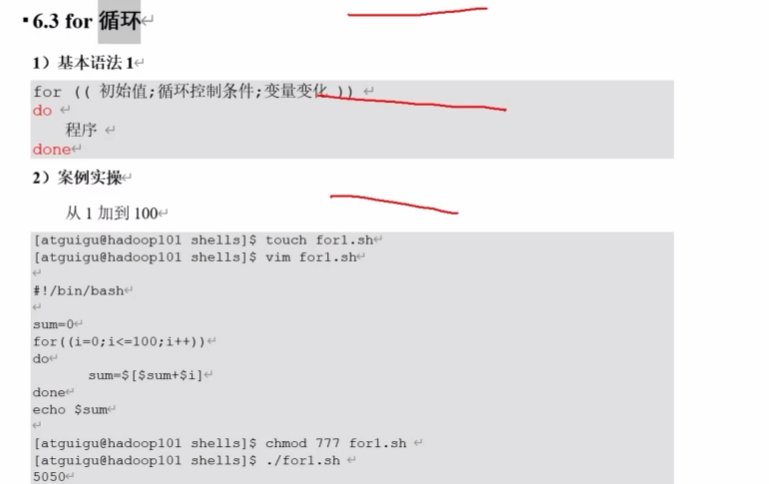 6.3 for 循环
1）基本语法 1
for (( 初始值;循环控制条件;变量变化 ))
do
程序
done
2）案例实操
从 1 加到 100
[atguigu@hadoop101 shells]$ touch for1.sh
[atguigu@hadoop101 shells]$ vim for1.sh
#!/bin/bash
sum=0
for((i=0;i<=100;i++))
do
sum=$[$sum+$i]
done
echo $sum
[atguigu@hadoop101 shells]$ chmod 777 for1.sh
[atguigu@hadoop101 shells]$ ./for1.sh
5050